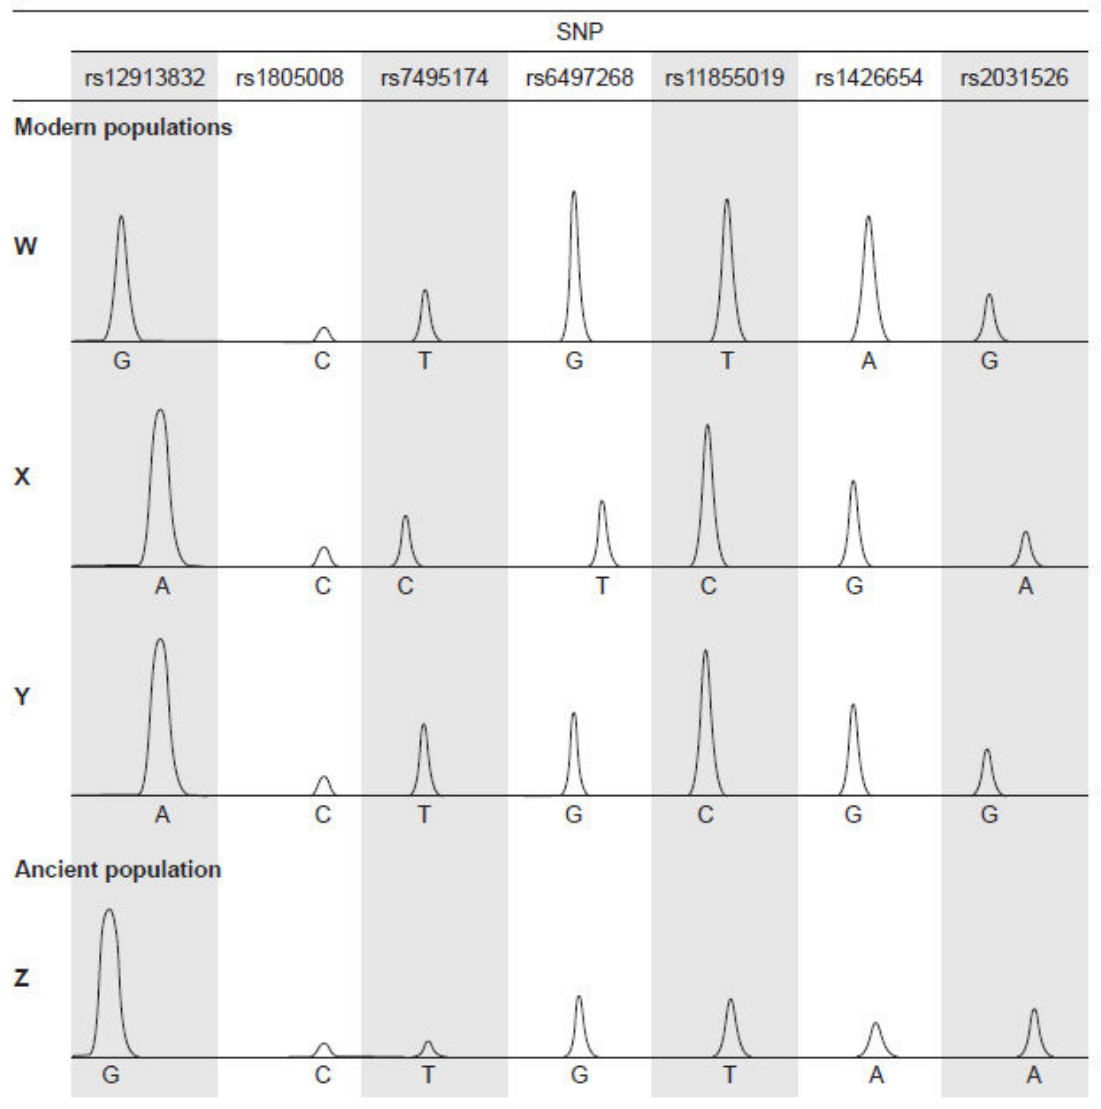 SNP
rs12913832 rs1805008 rs7495174 rs6497268 rs11855019 rs1426654 rs2031526
Modern populations
W
G C T G T A G
X
A C C T C G A
Y
A C T G C G G
Ancient population
Z
G C T G T A A